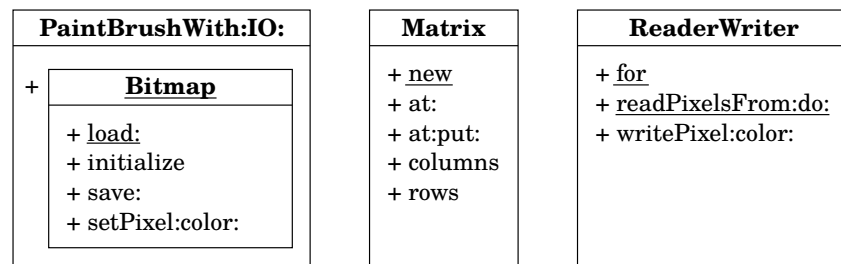 PaintBrushWith:IO:
+ Bitmap
+ load:
+ initialize
+ save:
+ setPixel:color:
Matrix
+ new
+ at:
+ at:put:
+ columns
+ rows
ReaderWriter
+ for
+ readPixelsFrom:do:
+ writePixel:color: